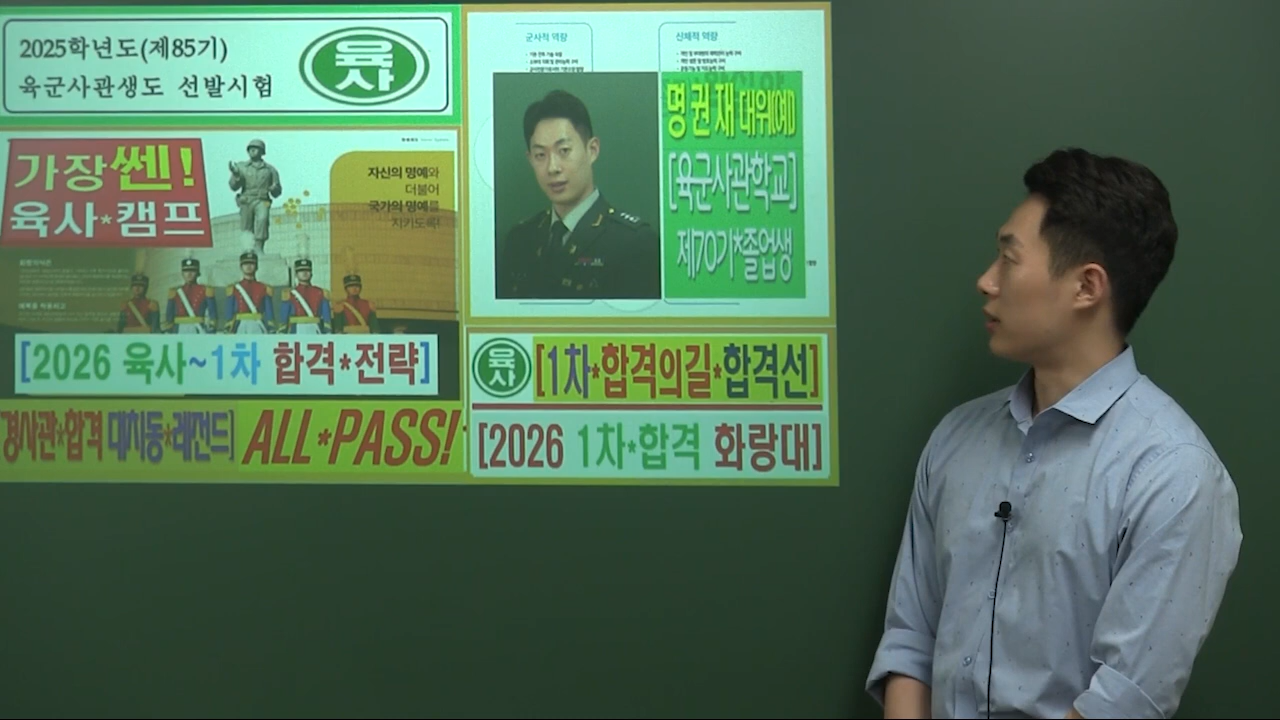 2025학년도(제85기)
육군사관생도 선발시험
육
사
가장 쎈!
육사*캠프
자신의 명예와
더불어
국가의 명예를
지키도록!
[2026 육사~1차 합격*전략]
경사관*합격 대치동*레전드] ALL*PASS!
군사적 역량
신체적 역량
명권재 대위(예)
[육군사관학교]
제70기*졸업생
육
사
[1차*합격의길*합격선]
[2026 1차*합격 화랑대]